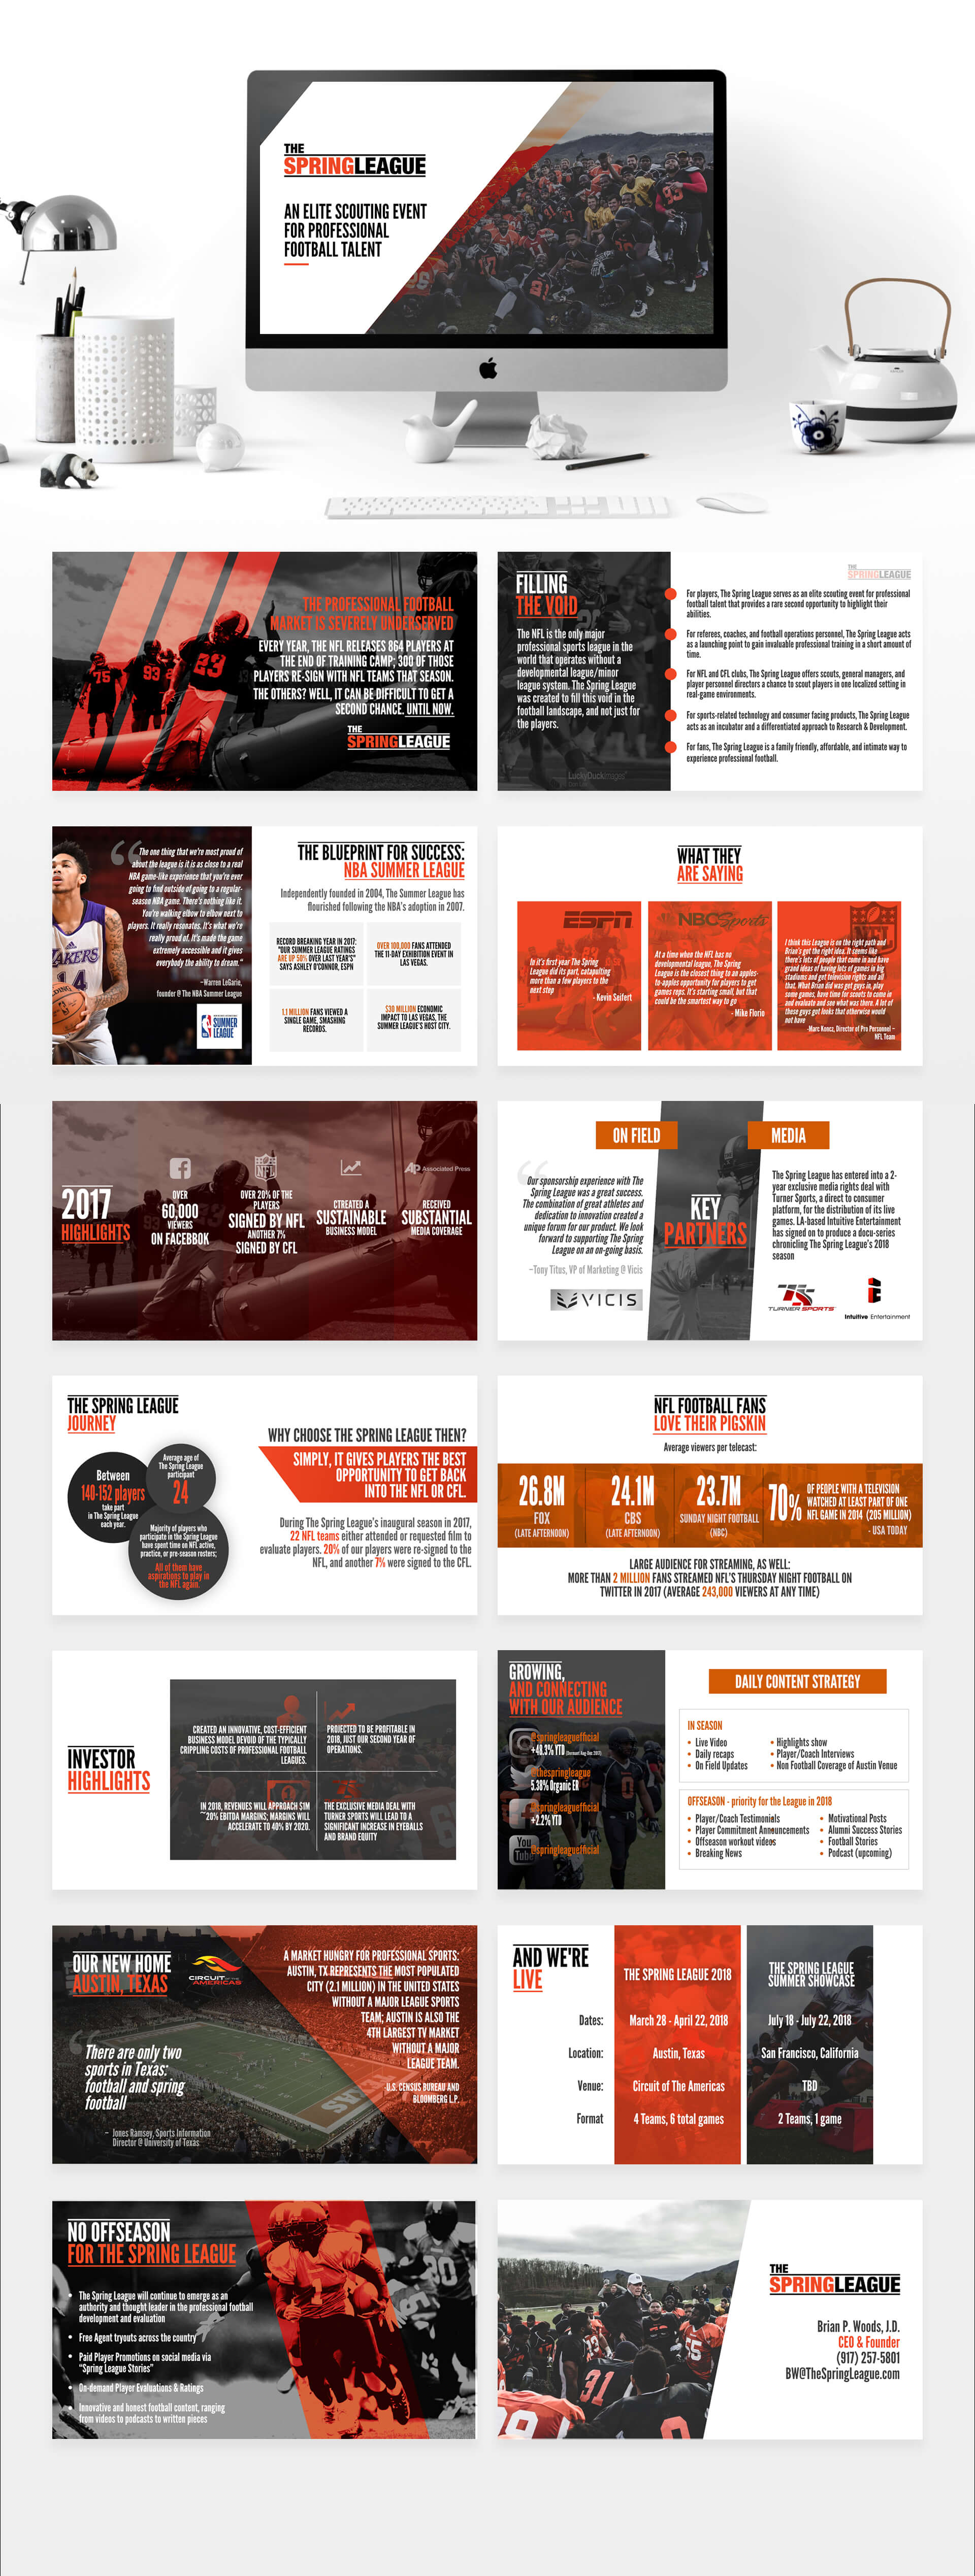 THE
SPRINGLEAGUE
AN ELITE SCOUTING EVENT
FOR PROFESSIONAL
FOOTBALL TALENT
THE PROFESSIONAL FOOTBALL
MARKET IS SEVERELY UNDERSERVED
EVERY YEAR, THE NFL RELEASES 864 PLAYERS AT
THE END OF TRAINING CAMP; 300 OF THOSE
PLAYERS RE-SIGN WITH NFL TEAMS THAT SEASON.
THE OTHERS? WELL, IT CAN BE DIFFICULT TO GET A
SECOND CHANCE. UNTIL NOW.
THE
SPRINGLEAGUE
75
93
23
FILLING
THE VOID
The NFL is the only major
professional sports league in the
world that operates without a
developmental league/minor
league system. The Spring League
was created to fill this void in the
football landscape, and not just for
the players.
LuckyDuckImages
THE
SPRINGLEAGUE
For players, The Spring League serves as an elite scouting event for professional
football talent that provides a rare second opportunity to highlight their
abilities.
For referees, coaches, and football operations personnel, The Spring League acts
as a launching point to gain invaluable professional training in a short amount of
time.
For NFL and CFL clubs, The Spring League offers scouts, general managers, and
player personnel directors a chance to scout players in one localized setting in
real-game environments.
For sports-related technology and consumer facing products, The Spring League
acts as an incubator and a differentiated approach to Research & Development.
For fans, The Spring League is a family friendly, affordable, and intimate way to
experience professional football.
The one thing that we're most proud of
about the league is it is as close to a real
NBA game-like experience that you're ever
going to find outside of going to a regular-
season NBA game. There's nothing like it.
You're walking elbow to elbow next to
players. It really resonates. It's what we're
really proud of. It's made the game
extremely accessible and it gives
everybody the ability to dream."
~Warren LeGarie,
founder @ The NBA Summer League
AKERS
14
SUMMER
LEAGUE
THE BLUEPRINT FOR SUCCESS:
NBA SUMMER LEAGUE
Independently founded in 2004, The Summer League has
flourished following the NBA's adoption in 2007.
RECORD BREAKING YEAR IN 2017:
"OUR SUMMER LEAGUE RATINGS
ARE UP 50% OVER LAST YEAR'S"
SAYS ASHLEY O'CONNOR, ESPN
OVER 100,000 FANS ATTENDED
THE 11-DAY EXHIBITION EVENT IN
LAS VEGAS.
1.1 MILLION FANS VIEWED A
SINGLE GAME, SMASHING
RECORDS.
$30 MILLION ECONOMIC
IMPACT TO LAS VEGAS, THE
SUMMER LEAGUE'S HOST CITY.
WHAT THEY
ARE SAYING
ESPN
In it's first year The Spring
League did its part, catapulting
more than a few players to the
next step
- Kevin Seifert
NBC Sports
At a time when the NFL has no
developmental league, The Spring
League is the closest thing to an apples-
to-apples opportunity for players to get
games reps. It's starting small, but that
could be the smartest way to go
- Mike Florio
NFL
I think this League is on the right path and
Brian's got the right idea. It seems like
there's lots of people that come in and have
grand ideas of having lots of games in big
stadiums and get television rights and all
that. What Brian did was get guys in, play
some games, have time for scouts to come in
and evaluate and see what was there. A lot of
these guys got looks that otherwise would
not have
-Marc Koncz, Director of Pro Personnel –
NFL Team
2017
HIGHLIGHTS
OVER
60,000
VIEWERS
ON FACEBBOK
NFL
OVER 20% OF THE
PLAYERS
SIGNED BY NFL
ANOTHER 7%
SIGNED BY CFL
CTREATED A
SUSTAINABLE
BUSINESS MODEL
AP Associated Press
RECEIVED
SUBSTANTIAL
MEDIA COVERAGE
ON FIELD
Our sponsorship experience with The
Spring League was a great success.
The combination of great athletes and
dedication to innovation created a
unique forum for our product. We look
forward to supporting The Spring
League on an on-going basis.
~Tony Titus, VP of Marketing @ Vicis
VICIS
KEY
PARTNERS
MEDIA
The Spring League has entered into a 2-
year exclusive media rights deal with
Turner Sports, a direct to consumer
platform, for the distribution of its live
games. LA-based Intuitive Entertainment
has signed on to produce a docu-series
chronicling The Spring League's 2018
season
TURNER SPORTS
Intuitive Entertainment
THE SPRING LEAGUE
JOURNEY
Between
140-152 players
take part
in The Spring League
each year.
Average age of
The Spring League
participant
24
Majority of players who
participate in the Spring League
have spent time on NFL active,
practice, or pre-season rosters;
All of them have
aspirations to play in
the NFL again.
WHY CHOOSE THE SPRING LEAGUE THEN?
SIMPLY, IT GIVES PLAYERS THE BEST
OPPORTUNITY TO GET BACK
INTO THE NFL OR CFL.
During The Spring League's inaugural season in 2017,
22 NFL teams either attended or requested film to
evaluate players. 20% of our players were re-signed to the
NFL, and another 7% were signed to the CFL.
NFL FOOTBALL FANS
LOVE THEIR PIGSKIN
Average viewers per telecast:
26.8M
FOX
(LATE AFTERNOON)
24.1M
CBS
(LATE AFTERNOON)
23.7M
SUNDAY NIGHT FOOTBALL
(NBC)
70%
OF PEOPLE WITH A TELEVISION
WATCHED AT LEAST PART OF ONE
NFL GAME IN 2014 (205 MILLION)
- USA TODAY
LARGE AUDIENCE FOR STREAMING, AS WELL:
MORE THAN 2 MILLION FANS STREAMED NFL'S THURSDAY NIGHT FOOTBALL ON
TWITTER IN 2017 (AVERAGE 243,000 VIEWERS AT ANY TIME)
INVESTOR
HIGHLIGHTS
CREATED AN INNOVATIVE, COST-EFFICIENT
BUSINESS MODEL DEVOID OF THE TYPICALLY
CRIPPLING COSTS OF PROFESSIONAL FOOTBALL
LEAGUES.
PROJECTED TO BE PROFITABLE IN
2018, JUST OUR SECOND YEAR OF
OPERATIONS.
IN 2018, REVENUES WILL APPROACH $1M
~20% EBITDA MARGINS; MARGINS WILL
ACCELERATE TO 40% BY 2020.
THE EXCLUSIVE MEDIA DEAL WITH
TURNER SPORTS WILL LEAD TO A
SIGNIFICANT INCREASE IN EYEBALLS
AND BRAND EQUITY
GROWING,
AND CONNECTING
WITH OUR AUDIENCE
@springleagueofficial
+48.3% YTD
@thespringleague
5.38% Organic ER
@springleagueofficial
+2.2% YTD
You
Tube
@springleagueofficial
DAILY CONTENT STRATEGY
IN SEASON
• Live Video
• Daily recaps
• On Field Updates
• Highlights show
• Player/Coach Interviews
• Non Football Coverage of Austin Venue
OFFSEASON - priority for the League in 2018
• Player/Coach Testimonials
• Player Commitment Announcements
• Offseason workout videos
• Breaking News
• Motivational Posts
• Alumni Success Stories
• Football Stories
• Podcast (upcoming)
OUR NEW HOME
AUSTIN, TEXAS
CIRCUIT OF THE
AMERICAS
There are only two
sports in Texas:
football and spring
football
~ Jones Ramsey, Sports Information
Director @ University of Texas
A MARKET HUNGRY FOR PROFESSIONAL SPORTS:
AUSTIN, TX REPRESENTS THE MOST POPULATED
CITY (2.1 MILLION) IN THE UNITED STATES
WITHOUT A MAJOR LEAGUE SPORTS
TEAM; AUSTIN IS ALSO THE
4TH LARGEST TV MARKET
WITHOUT A MAJOR
LEAGUE TEAM.
U.S. CENSUS BUREAU AND
BLOOMBERG L.P.
AND WE'RE
LIVE
THE SPRING LEAGUE 2018
THE SPRING LEAGUE
SUMMER SHOWCASE
Dates:
March 28 - April 22, 2018
July 18 - July 22, 2018
Location:
Austin, Texas
San Francisco, California
Venue:
Circuit of The Americas
TBD
Format
4 Teams, 6 total games
2 Teams, 1 game
NO OFFSEASON
FOR THE SPRING LEAGUE
• The Spring League will continue to emerge as an
authority and thought leader in the professional football
development and evaluation
• Free Agent tryouts across the country
• Paid Player Promotions on social media via
"Spring League Stories"
• On-demand Player Evaluations & Ratings
• Innovative and honest football content, ranging
from videos to podcasts to written pieces
THE
SPRINGLEAGUE
Brian P. Woods, J.D.
CEO & Founder
(917) 257-5801
BW@TheSpringLeague.com
31